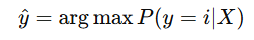 ŷ = arg max P(y = i|X)